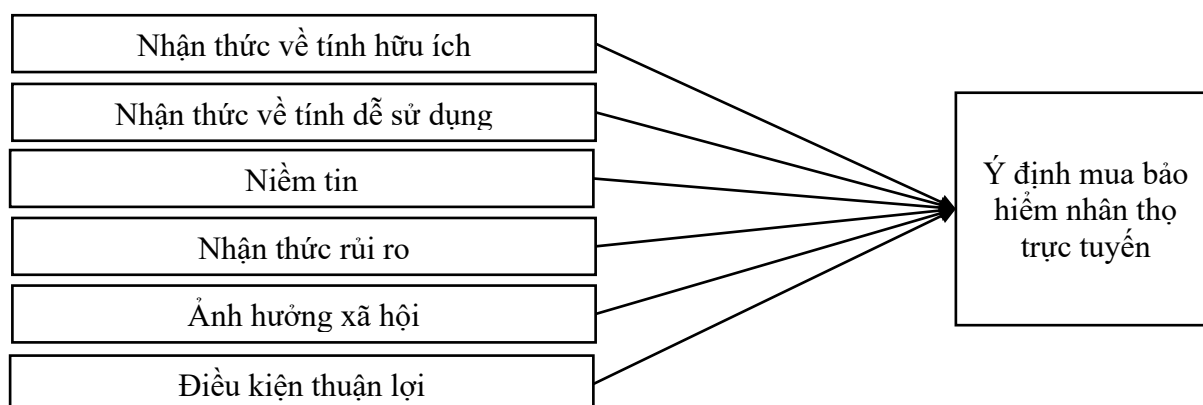 Nhận thức về tính hữu ích
Nhận thức về tính dễ sử dụng
Niềm tin
Nhận thức rủi ro
Ảnh hưởng xã hội
Điều kiện thuận lợi
Ý định mua bảo
hiểm nhân thọ
trực tuyến